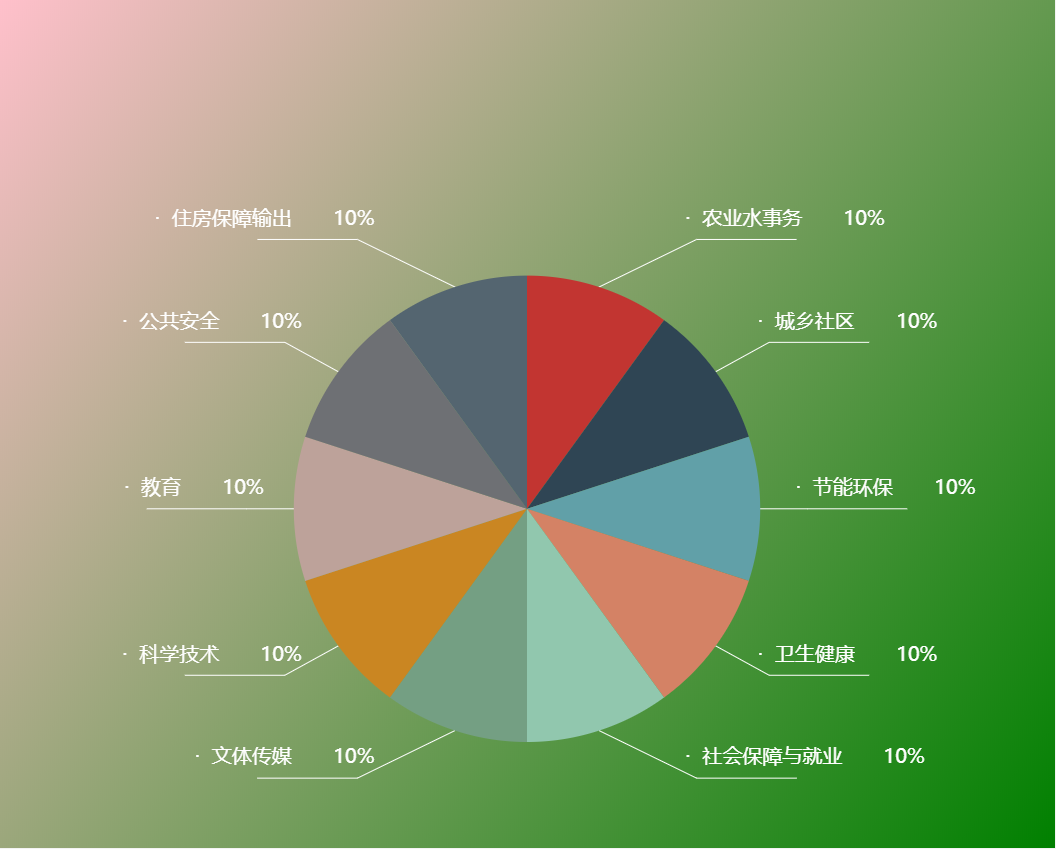 · 住房保障输出 10%
· 农业水事务 10%
· 公共安全 10%
· 城乡社区 10%
· 教育 10%
· 节能环保 10%
· 科学技术 10%
· 卫生健康 10%
· 文体传媒 10%
· 社会保障与就业 10%